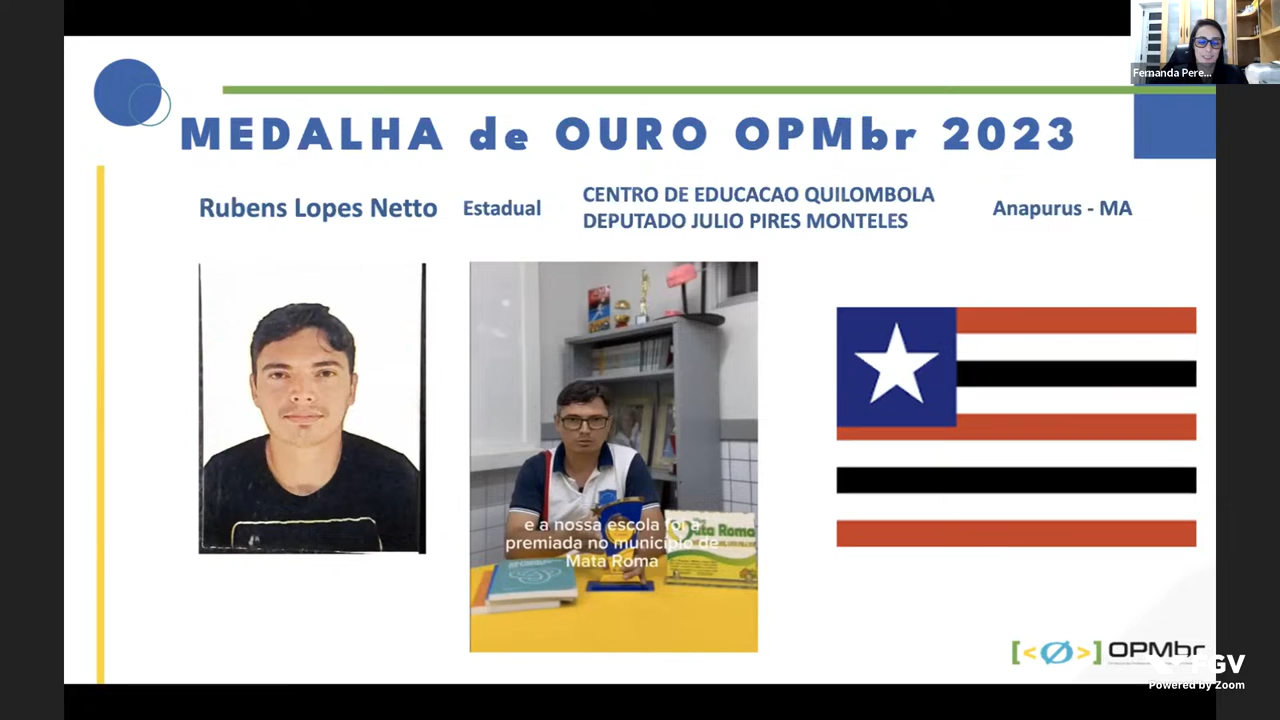 Fernanda Pere...
MEDALHA de OURO OPMbr 2023
Rubens Lopes Netto
Estadual
CENTRO DE EDUCACAO QUILOMBOLA
DEPUTADO JULIO PIRES MONTELES
Anapurus - MA
e a nossa escola foi a
premiada no município de
Mata Roma
Mata Roma
[<Ø>] OPMbr
FGV
Powered by Zoom